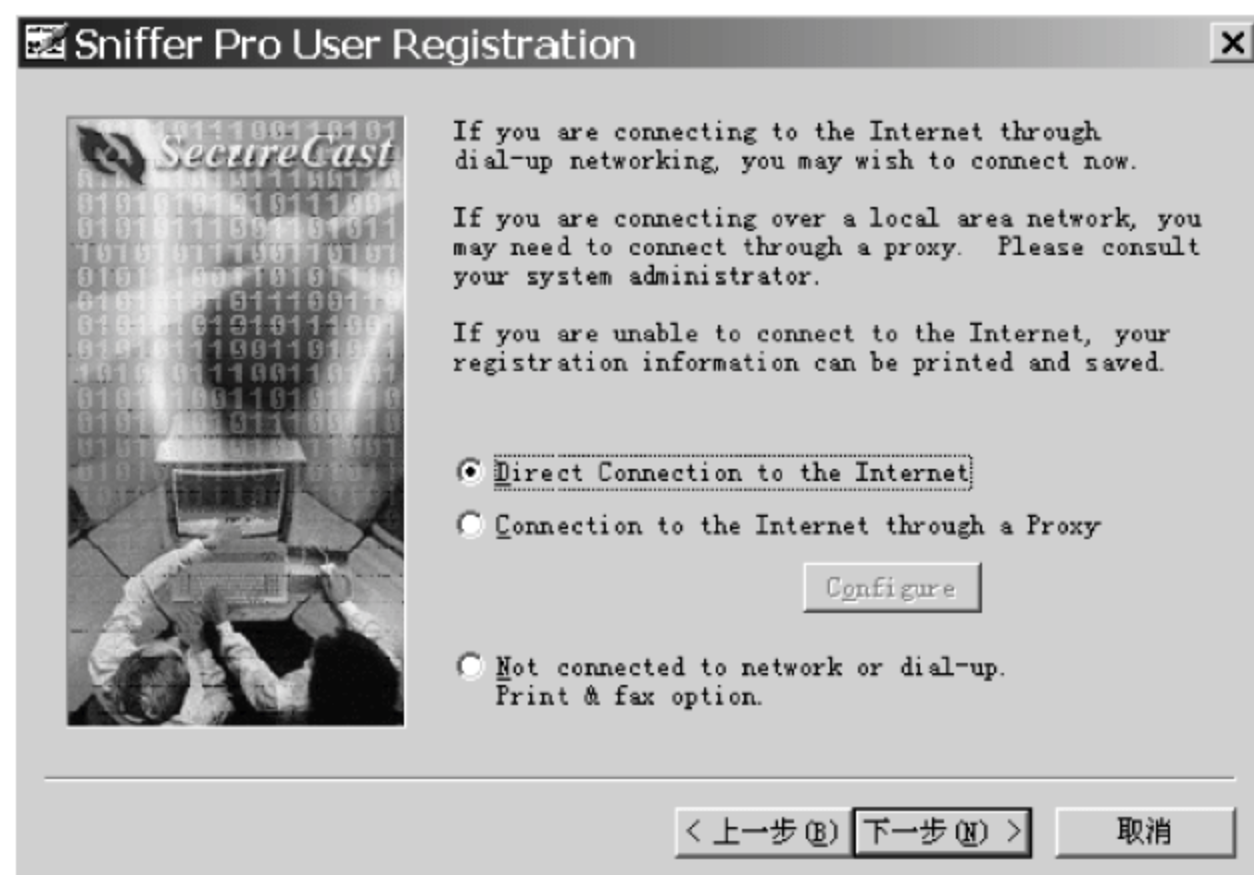 Sniffer Pro User Registration
SecureCast
If you are connecting to the Internet through
dial-up networking, you may wish to connect now.
If you are connecting over a local area network, you
may need to connect through a proxy.  Please consult
your system administrator.
If you are unable to connect to the Internet, your
registration information can be printed and saved.
Direct Connection to the Internet
Connection to the Internet through a Proxy
Configure
Not connected to network or dial-up.
Print & fax option.
< 上一步(B) 下一步(N) > 取消